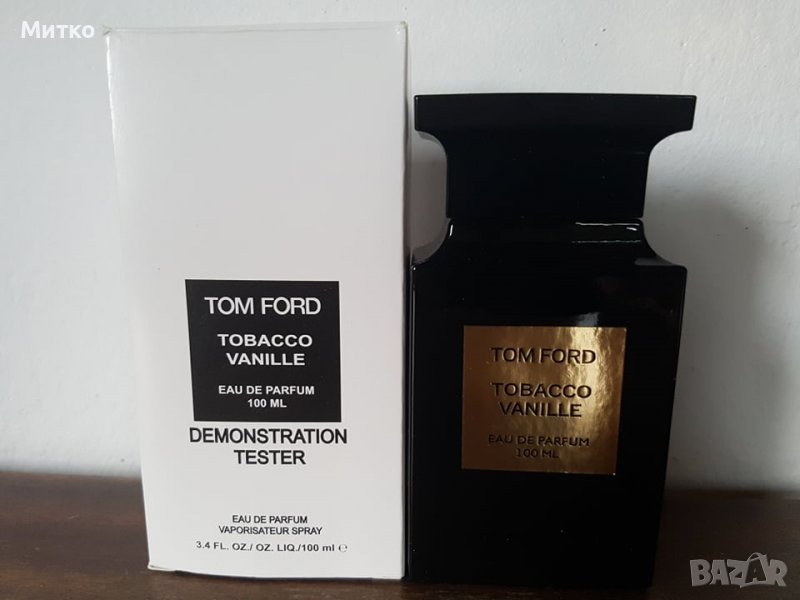 Митко
TOM FORD
TOBACCO
VANILLE
EAU DE PARFUM
100 ML
DEMONSTRATION
TESTER
EAU DE PARFUM
VAPORISATEUR SPRAY
3.4 FL. OZ./ OZ. LIQ./100 ml ℮
TOM FORD
TOBACCO
VANILLE
EAU DE PARFUM
100 ML
BAZAR